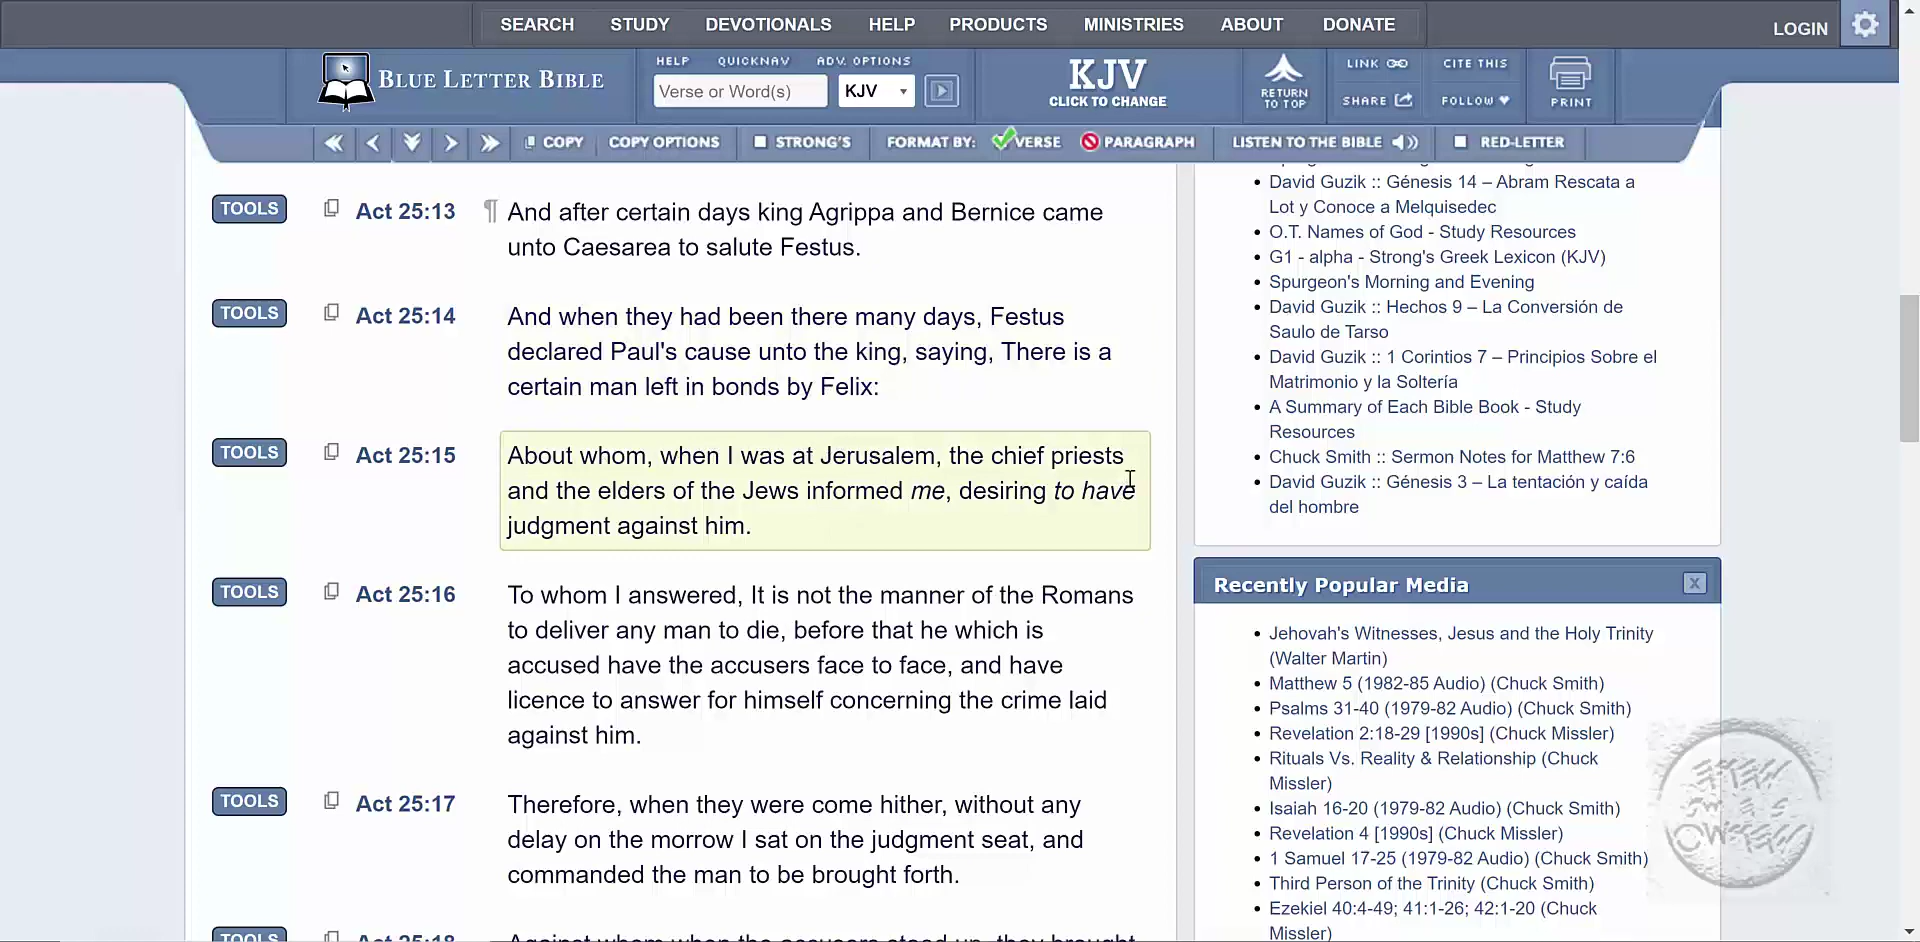 SEARCH STUDY DEVOTIONALS HELP PRODUCTS MINISTRIES ABOUT DONATE LOGIN
BLUE LETTER BIBLE
HELP QUICKNAV ADV. OPTIONS
Verse or Word(s) KJV
KJV
CLICK TO CHANGE
RETURN
TO TOP
LINK
SHARE
CITE THIS
FOLLOW
PRINT
COPY COPY OPTIONS STRONG'S FORMAT BY: VERSE PARAGRAPH LISTEN TO THE BIBLE RED-LETTER
TOOLS Act 25:13 ¶ And after certain days king Agrippa and Bernice came
unto Caesarea to salute Festus.
TOOLS Act 25:14 And when they had been there many days, Festus
declared Paul's cause unto the king, saying, There is a
certain man left in bonds by Felix:
TOOLS Act 25:15 About whom, when I was at Jerusalem, the chief priests
and the elders of the Jews informed me, desiring to have
judgment against him.
TOOLS Act 25:16 To whom I answered, It is not the manner of the Romans
to deliver any man to die, before that he which is
accused have the accusers face to face, and have
licence to answer for himself concerning the crime laid
against him.
TOOLS Act 25:17 Therefore, when they were come hither, without any
delay on the morrow I sat on the judgment seat, and
commanded the man to be brought forth.
TOOLS Act 25:18 Against whom when the accusers stood up, they brought
• David Guzik :: Génesis 14 – Abram Rescata a
Lot y Conoce a Melquisedec
• O.T. Names of God - Study Resources
• G1 - alpha - Strong's Greek Lexicon (KJV)
• Spurgeon's Morning and Evening
• David Guzik :: Hechos 9 – La Conversión de
Saulo de Tarso
• David Guzik :: 1 Corintios 7 – Principios Sobre el
Matrimonio y la Soltería
• A Summary of Each Bible Book - Study
Resources
• Chuck Smith :: Sermon Notes for Matthew 7:6
• David Guzik :: Génesis 3 – La tentación y caída
del hombre
Recently Popular Media X
• Jehovah's Witnesses, Jesus and the Holy Trinity
(Walter Martin)
• Matthew 5 (1982-85 Audio) (Chuck Smith)
• Psalms 31-40 (1979-82 Audio) (Chuck Smith)
• Revelation 2:18-29 [1990s] (Chuck Missler)
• Rituals Vs. Reality & Relationship (Chuck
Missler)
• Isaiah 16-20 (1979-82 Audio) (Chuck Smith)
• Revelation 4 [1990s] (Chuck Missler)
• 1 Samuel 17-25 (1979-82 Audio) (Chuck Smith)
• Third Person of the Trinity (Chuck Smith)
• Ezekiel 40:4-49; 41:1-26; 42:1-20 (Chuck
Missler)